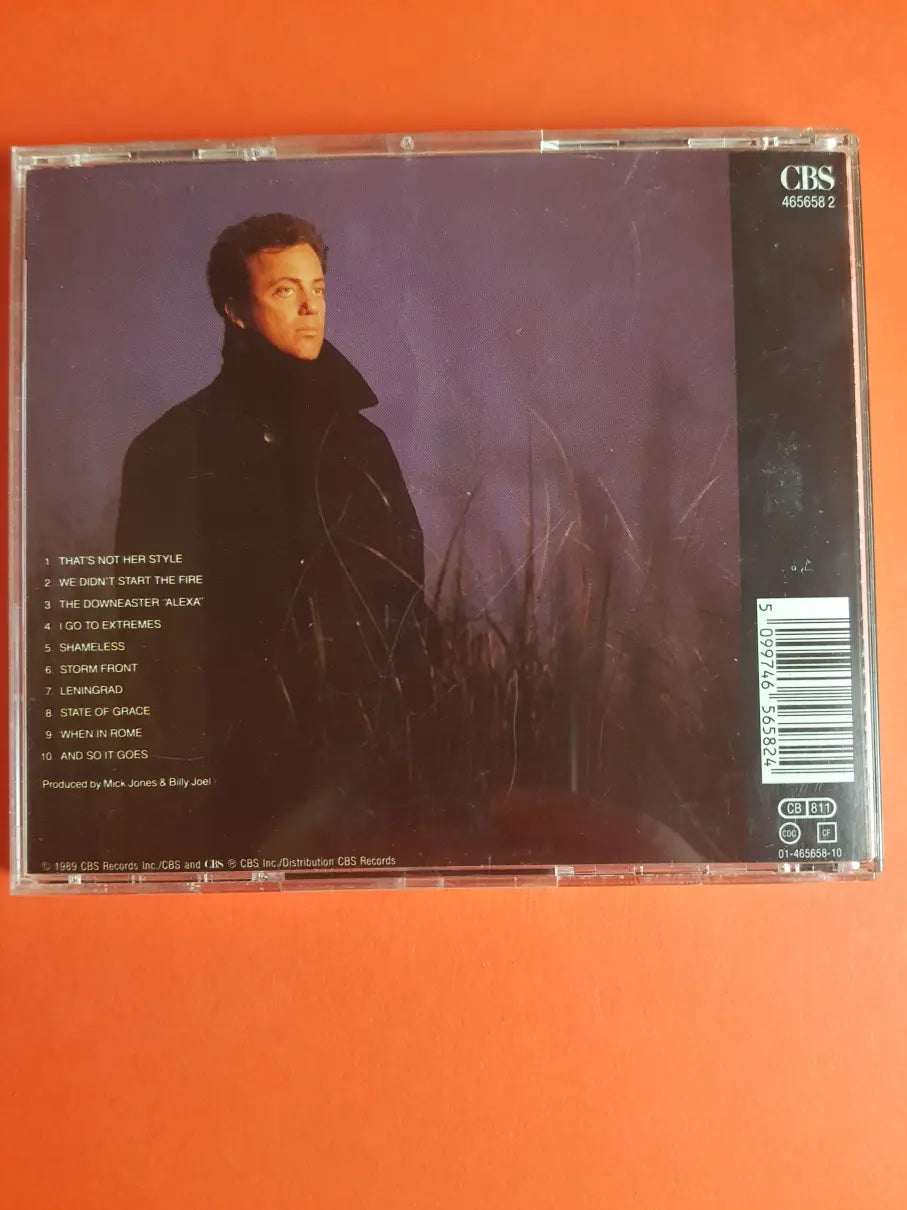 CBS
465658 2
1 THAT'S NOT HER STYLE
2 WE DIDN'T START THE FIRE
3 THE DOWNEASTER "ALEXA"
4 I GO TO EXTREMES
5 SHAMELESS
6 STORM FRONT
7 LENINGRAD
8 STATE OF GRACE
9 WHEN IN ROME
10 AND SO IT GOES
Produced by Mick Jones & Billy Joel
© 1989 CBS Records Inc./CBS and CBS ℗ CBS Inc./Distribution CBS Records
5 099746 565824
CB 811
CDC CF
01-465658-10